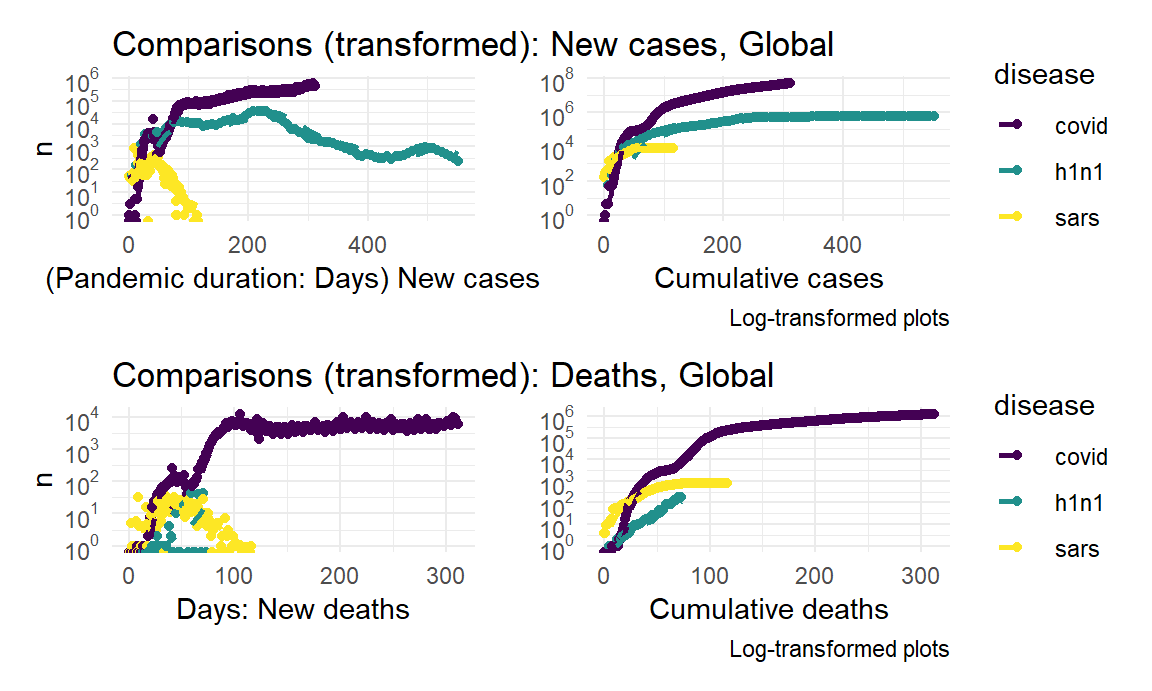 Comparisons (transformed): New cases, Global
n
10^6
10^5
10^4
10^3
10^2
10^1
10^0
0 200 400
(Pandemic duration: Days) New cases
10^8
10^6
10^4
10^2
10^0
0 200 400
Cumulative cases
Log-transformed plots
disease
covid
h1n1
sars
Comparisons (transformed): Deaths, Global
n
10^4
10^3
10^2
10^1
10^0
0 100 200 300
Days: New deaths
10^6
10^5
10^4
10^3
10^2
10^1
10^0
0 100 200 300
Cumulative deaths
Log-transformed plots
disease
covid
h1n1
sars